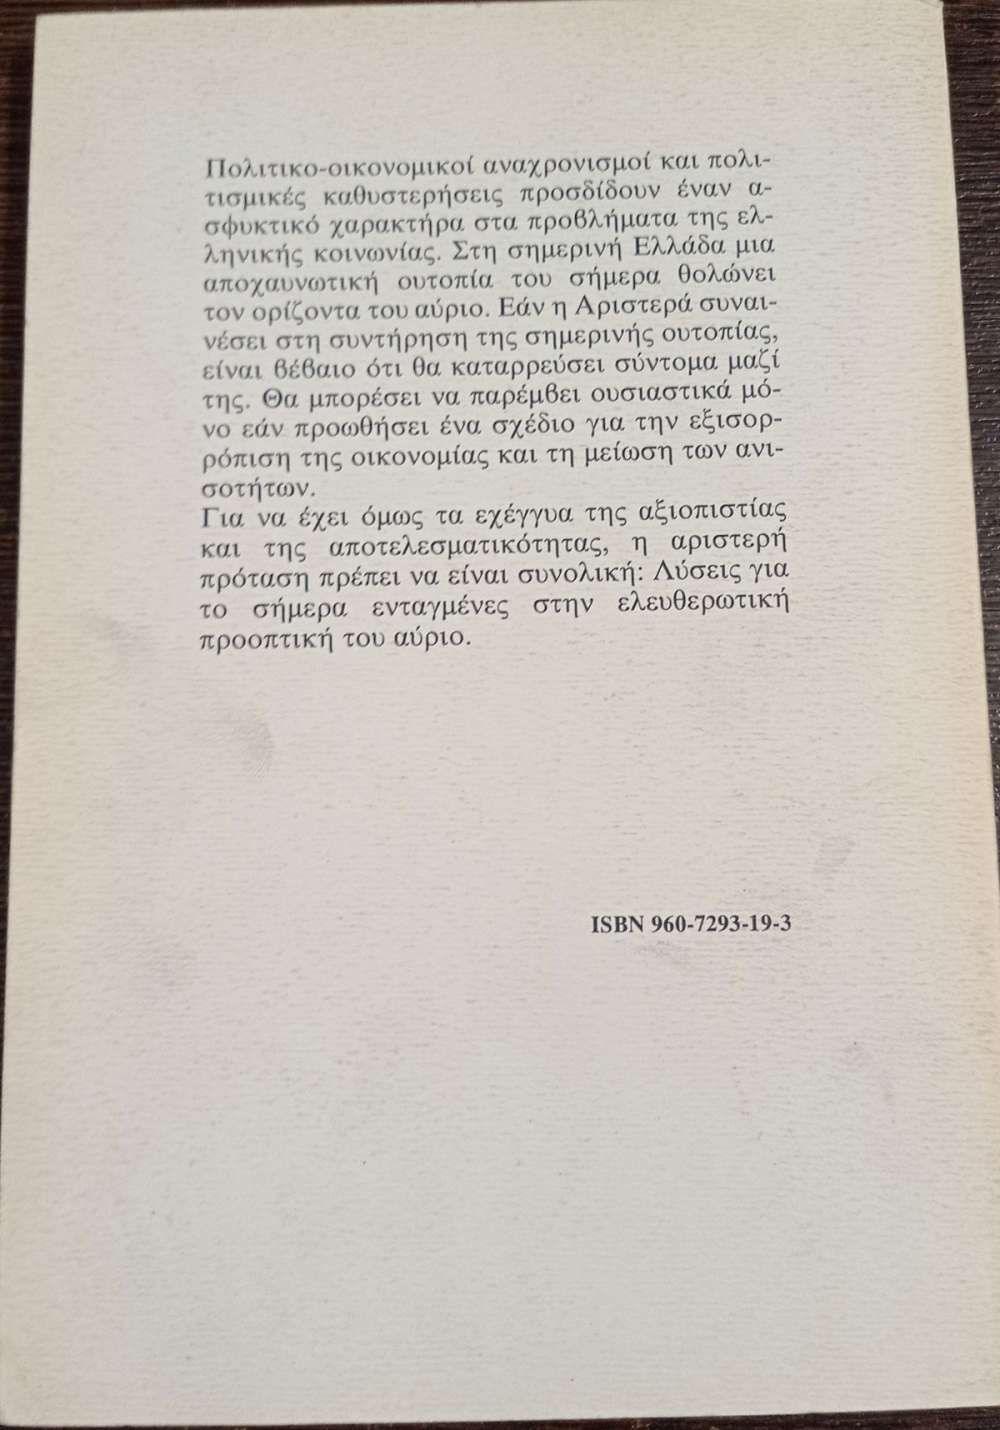 Πολιτικο-οικονομικοί αναχρονισμοί και πολι-
τισμικές καθυστερήσεις προσδίδουν έναν α-
σφυκτικό χαρακτήρα στα προβλήματα της ελ-
ληνικής κοινωνίας. Στη σημερινή Ελλάδα μια
αποχαυνωτική ουτοπία του σήμερα θολώνει
τον ορίζοντα του αύριο. Εάν η Αριστερά συναι-
νέσει στη συντήρηση της σημερινής ουτοπίας,
είναι βέβαιο ότι θα καταρρεύσει σύντομα μαζί
της. Θα μπορέσει να παρέμβει ουσιαστικά μό-
νο εάν προωθήσει ένα σχέδιο για την εξισορ-
ρόπιση της οικονομίας και τη μείωση των ανι-
σοτήτων.
Για να έχει όμως τα εχέγγυα της αξιοπιστίας
και της αποτελεσματικότητας, η αριστερή
πρόταση πρέπει να είναι συνολική: Λύσεις για
το σήμερα ενταγμένες στην ελευθερωτική
προοπτική του αύριο.
ISBN 960-7293-19-3